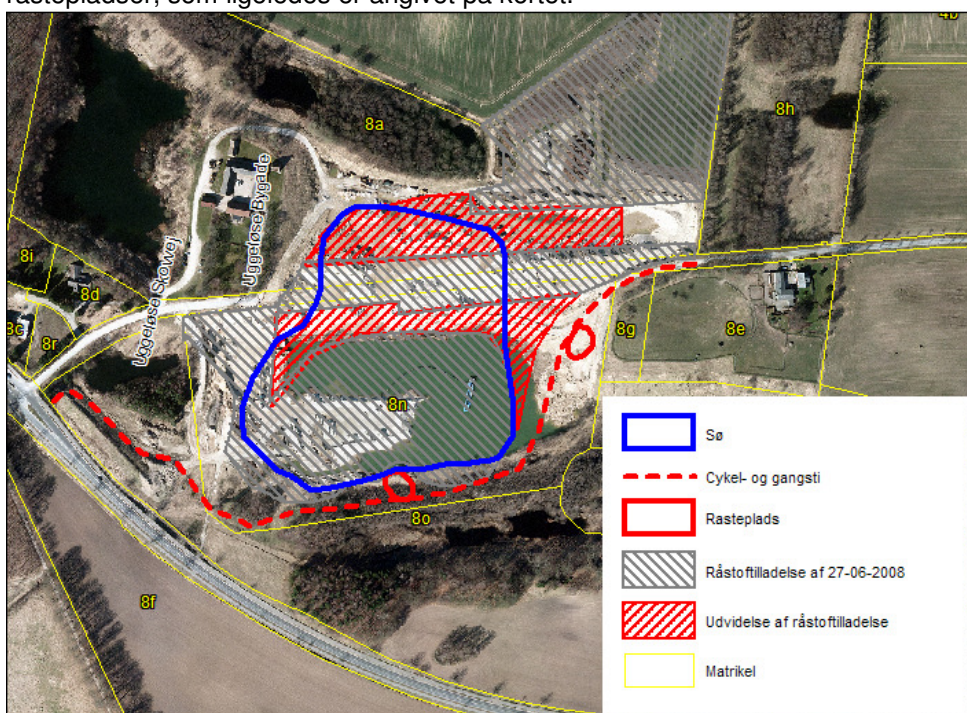 rastepladser, som ligeledes er angivet på kortet.
4b
8a
8h
Uggeløse Bygade
Uggeløse Skovvej
8i
8d
8c
8r
8g
8e
8n
8o
8f
Sø
Cykel- og gangsti
Rasteplads
Råstoftilladelse af 27-06-2008
Udvidelse af råstoftilladelse
Matrikel